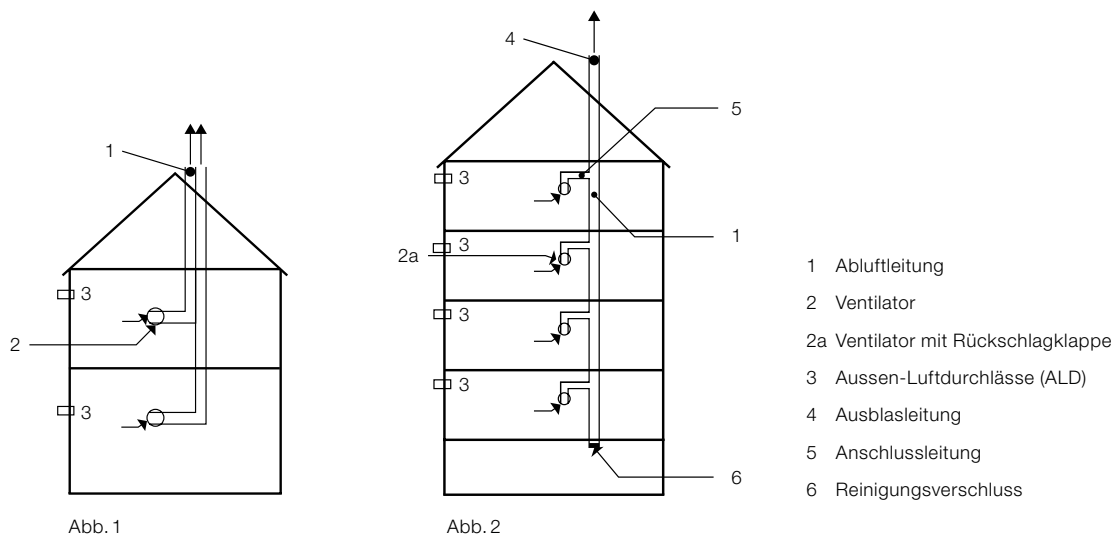 4
5
1
3
3
2a
3
1
3
3
2
3
3
6
Abb. 1
Abb. 2
1 Abluftleitung
2 Ventilator
2a Ventilator mit Rückschlagklappe
3 Aussen-Luftdurchlässe (ALD)
4 Ausblasleitung
5 Anschlussleitung
6 Reinigungsverschluss